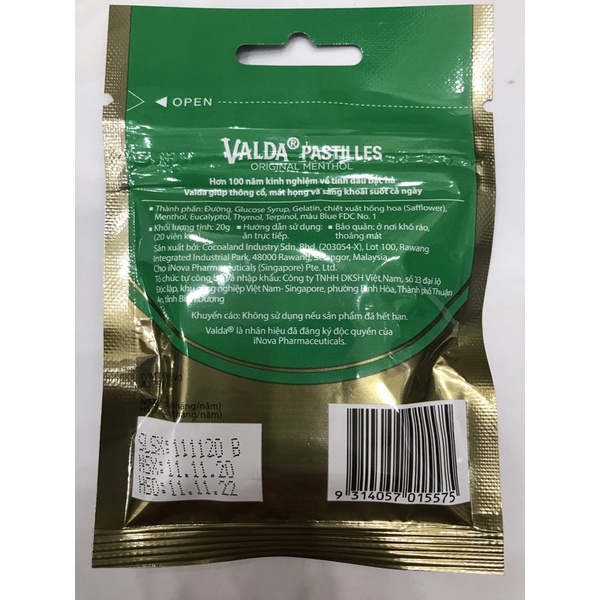 OPEN
VALDA® PASTILLES
ORIGINAL MENTHOL
Hơn 100 năm kinh nghiệm về tinh dầu bạc hà
Valda giúp thông cổ, mát họng và sảng khoái suốt cả ngày
• Thành phần: Đường, Glucose Syrup, Gelatin, chiết xuất hồng hoa (Safflower),
Menthol, Eucalyptol, Thymol, Terpinol, màu Blue FDC No. 1
• Khối lượng tịnh: 20g • Hướng dẫn sử dụng: • Bảo quản: ở nơi khô ráo,
(20 viên kẹo) ăn trực tiếp. thoáng mát
Sản xuất bởi: Cocoaland Industry Sdn. Bhd. (203054-X), Lot 100, Rawang
Integrated Industrial Park, 48000 Rawang, Selangor, Malaysia.
Cho iNova Pharmaceuticals (Singapore) Pte. Ltd.
Tổ chức tự công bố và nhập khẩu: Công ty TNHH DKSH Việt Nam, số 23 đại lộ
Độc lập, khu công nghiệp Việt Nam- Singapore, phường Bình Hòa, Thành phố Thuận
An, tỉnh Bình Dương
Khuyến cáo: Không sử dụng nếu sản phẩm đã hết hạn.
Valda® là nhãn hiệu đã đăng ký độc quyền của
iNova Pharmaceuticals.
tháng/năm)
tháng/năm)
111120 B
11.11.20
11.11.22
9 314057 015575